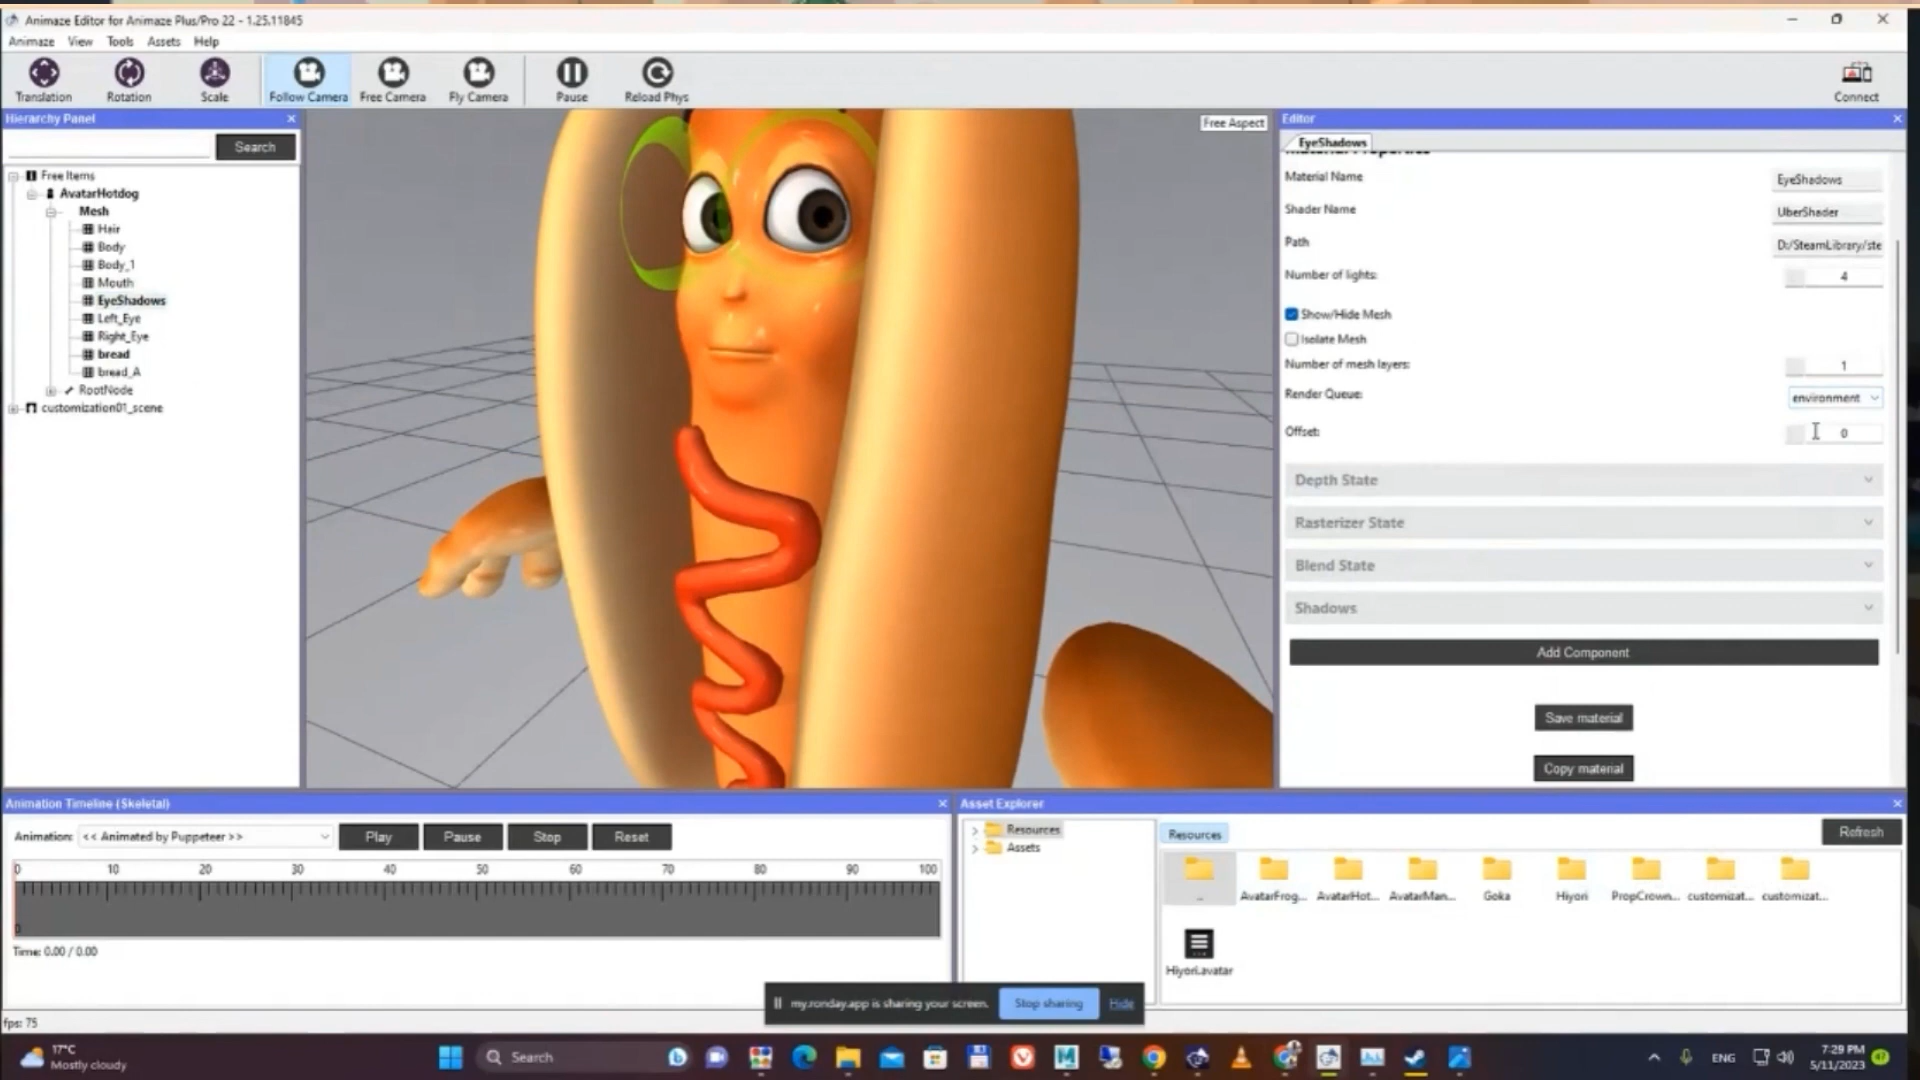 Animaze Editor for Animaze Plus/Pro 22 - 1.25.11845
Animaze View Tools Assets Help
Translation Rotation Scale Follow Camera Free Camera Fly Camera Pause Reload Phys Connect
Hierarchy Panel
Search
Free Items
AvatarHotdog
Mesh
Hair
Body
Body_1
Mouth
EyeShadows
Left_Eye
Right_Eye
bread
bread_A
RootNode
customization01_scene
Free Aspect
Editor
EyeShadows
Material Properties
Material Name EyeShadows
Shader Name UberShader
Path D:/SteamLibrary/ste
Number of lights: 4
Show/Hide Mesh
Isolate Mesh
Number of mesh layers: 1
Render Queue: environment
Offset: 0
Depth State
Rasterizer State
Blend State
Shadows
Add Component
Save material
Copy material
Animation Timeline (Skeletal)
Animation: << Animated by Puppeteer >> Play Pause Stop Reset
0 10 20 30 40 50 60 70 80 90 100
0
Time: 0.00 / 0.00
Asset Explorer
Resources
Assets
Resources
Refresh
.. AvatarFrog... AvatarHot... AvatarMan... Goka Hiyori PropCrown... customizat... customizat...
Hiyori.avatar
my.ronday.app is sharing your screen. Stop sharing Hide
fps: 75
17°C
Mostly cloudy
Search
ENG
7:29 PM
5/11/2023